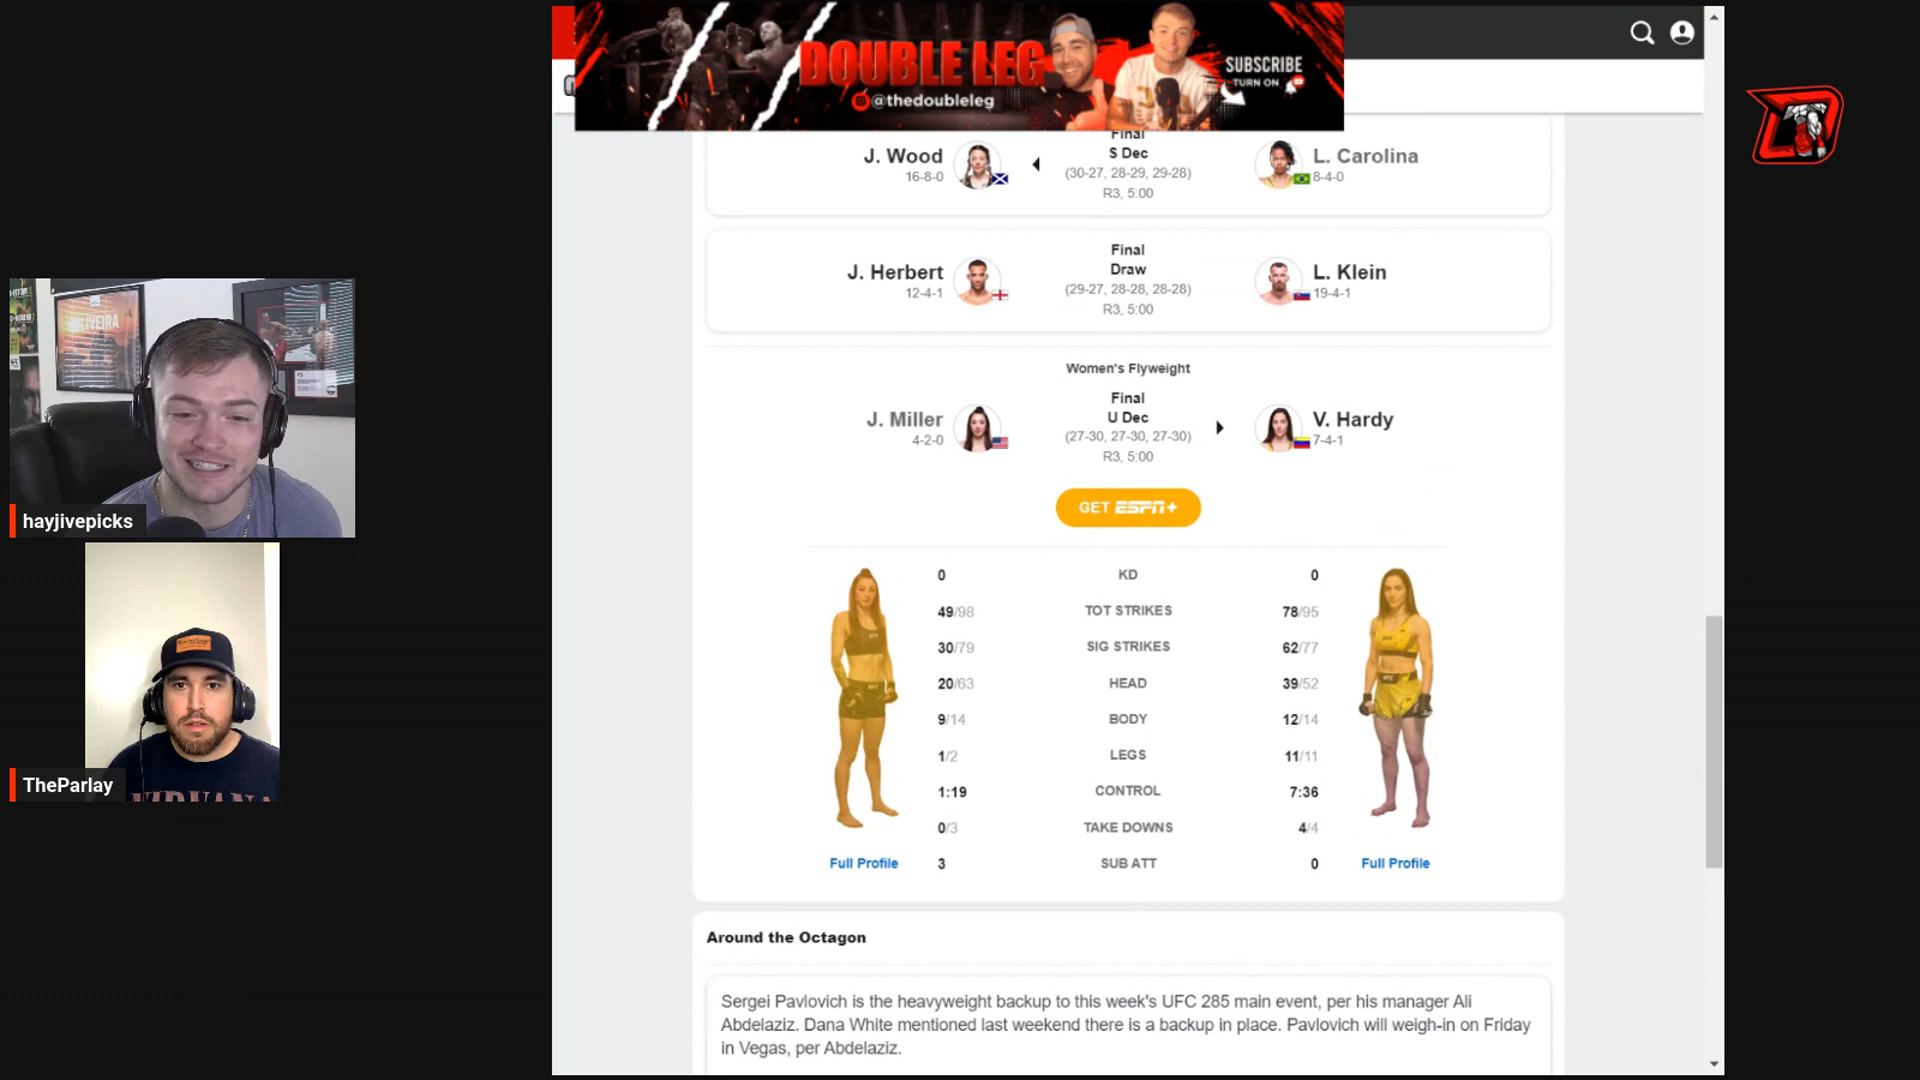 DOUBLE LEG
@thedoubleleg
SUBSCRIBE
TURN ON
OLIVEIRA
hayjivepicks
TheParlay
NIRVANA
J. Wood
16-8-0
Final
S Dec
(30-27, 28-29, 29-28)
R3, 5:00
L. Carolina
8-4-0
J. Herbert
12-4-1
Final
Draw
(29-27, 28-28, 28-28)
R3, 5:00
L. Klein
19-4-1
Women's Flyweight
J. Miller
4-2-0
Final
U Dec
(27-30, 27-30, 27-30)
R3, 5:00
V. Hardy
7-4-1
GET ESPN+
0 KD 0
49/98 TOT STRIKES 78/95
30/79 SIG STRIKES 62/77
20/63 HEAD 39/52
9/14 BODY 12/14
1/2 LEGS 11/11
1:19 CONTROL 7:36
0/3 TAKE DOWNS 4/4
Full Profile 3 SUB ATT 0 Full Profile
Around the Octagon
Sergei Pavlovich is the heavyweight backup to this week's UFC 285 main event, per his manager Ali
Abdelaziz. Dana White mentioned last weekend there is a backup in place. Pavlovich will weigh-in on Friday
in Vegas, per Abdelaziz.